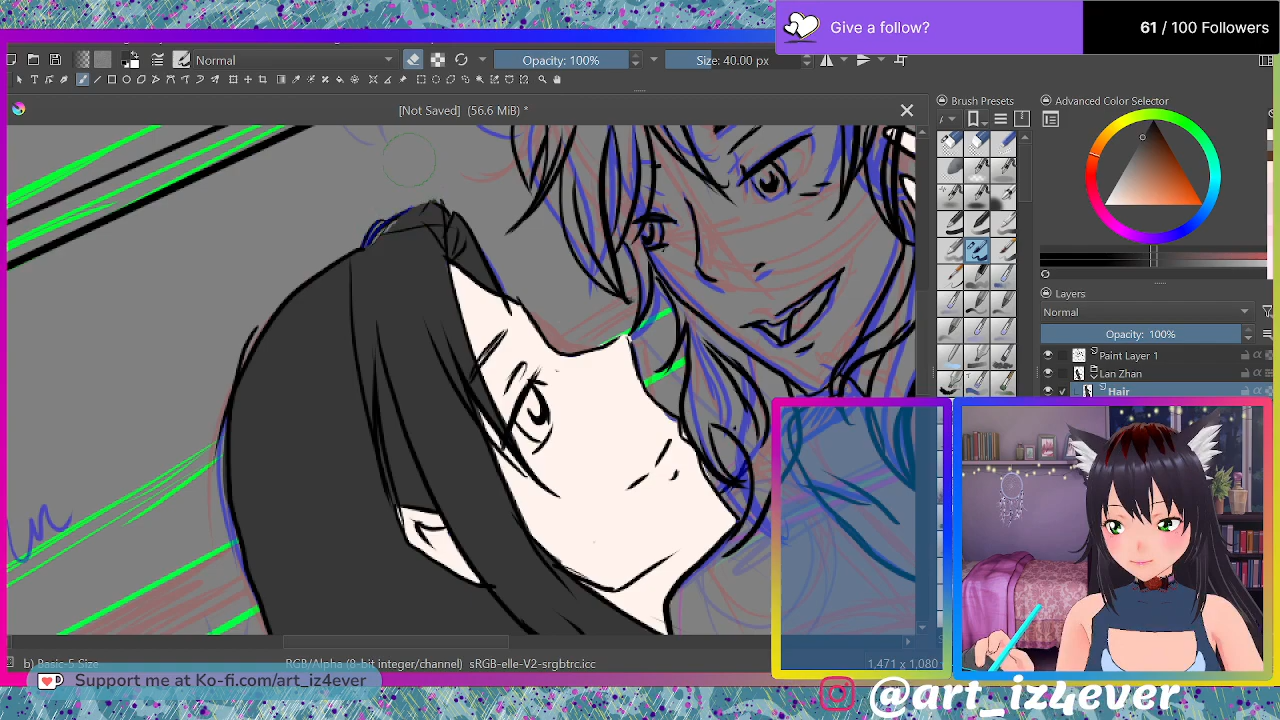 Give a follow?
61 / 100 Followers
Normal
Opacity: 100%
Size: 40.00 px
[Not Saved] (56.6 MiB) *
Brush Presets
Advanced Color Selector
Layers
Normal
Opacity: 100%
Paint Layer 1
Lan Zhan
Hair
b) Basic-5 Size
RGB/Alpha (8-bit integer/channel) sRGB-elle-V2-srgbtrc.icc
1,471 x 1,080
Support me at Ko-fi.com/art_iz4ever
@art_iz4ever